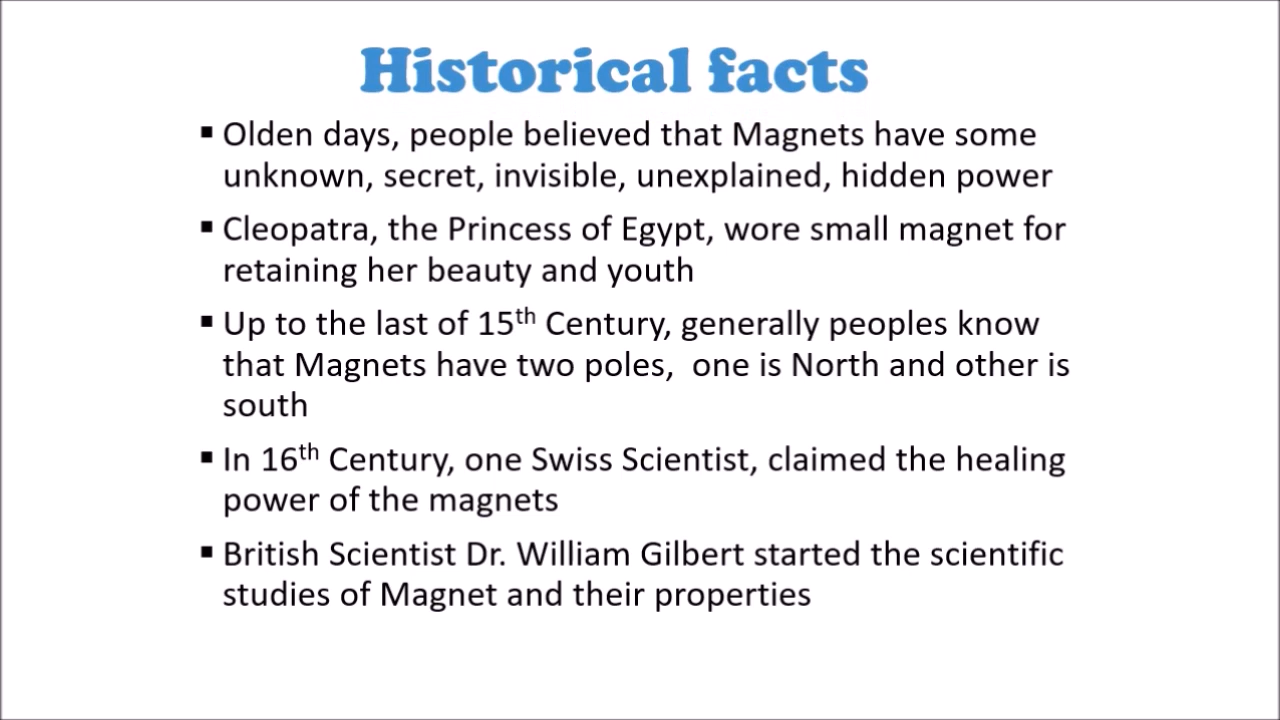 Historical facts
▪ Olden days, people believed that Magnets have some
unknown, secret, invisible, unexplained, hidden power
▪ Cleopatra, the Princess of Egypt, wore small magnet for
retaining her beauty and youth
▪ Up to the last of 15th Century, generally peoples know
that Magnets have two poles,  one is North and other is
south
▪ In 16th Century, one Swiss Scientist, claimed the healing
power of the magnets
▪ British Scientist Dr. William Gilbert started the scientific
studies of Magnet and their properties